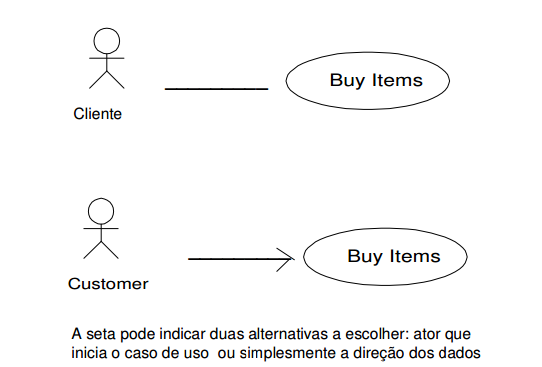 Buy Items
Cliente
Buy Items
Customer
A seta pode indicar duas alternativas a escolher: ator que
inicia o caso de uso ou simplesmente a direção dos dados